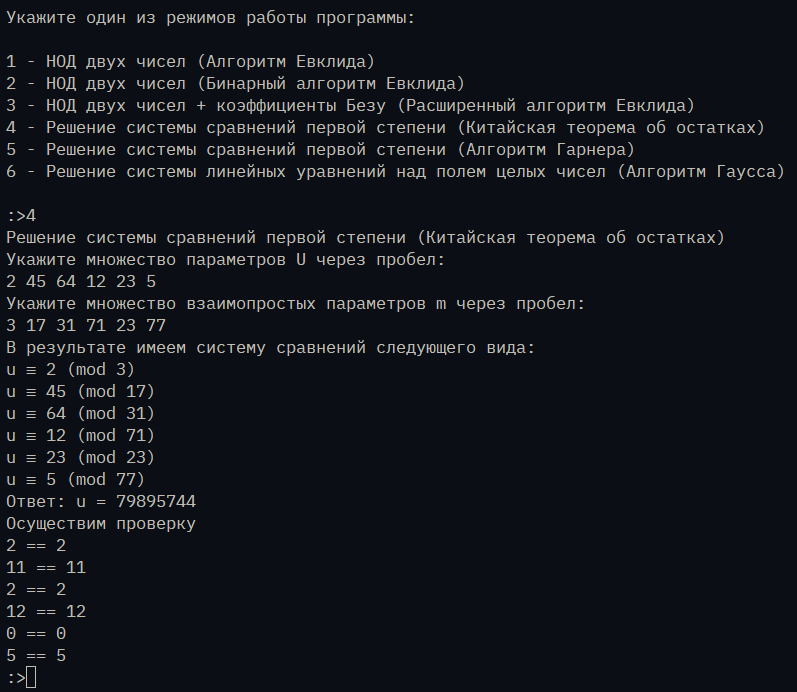 Укажите один из режимов работы программы:
1 - НОД двух чисел (Алгоритм Евклида)
2 - НОД двух чисел (Бинарный алгоритм Евклида)
3 - НОД двух чисел + коэффициенты Безу (Расширенный алгоритм Евклида)
4 - Решение системы сравнений первой степени (Китайская теорема об остатках)
5 - Решение системы сравнений первой степени (Алгоритм Гарнера)
6 - Решение системы линейных уравнений над полем целых чисел (Алгоритм Гаусса)
:>4
Решение системы сравнений первой степени (Китайская теорема об остатках)
Укажите множество параметров U через пробел:
2 45 64 12 23 5
Укажите множество взаимопростых параметров m через пробел:
3 17 31 71 23 77
В результате имеем систему сравнений следующего вида:
u ≡ 2 (mod 3)
u ≡ 45 (mod 17)
u ≡ 64 (mod 31)
u ≡ 12 (mod 71)
u ≡ 23 (mod 23)
u ≡ 5 (mod 77)
Ответ: u = 79895744
Осуществим проверку
2 == 2
11 == 11
2 == 2
12 == 12
0 == 0
5 == 5
:>